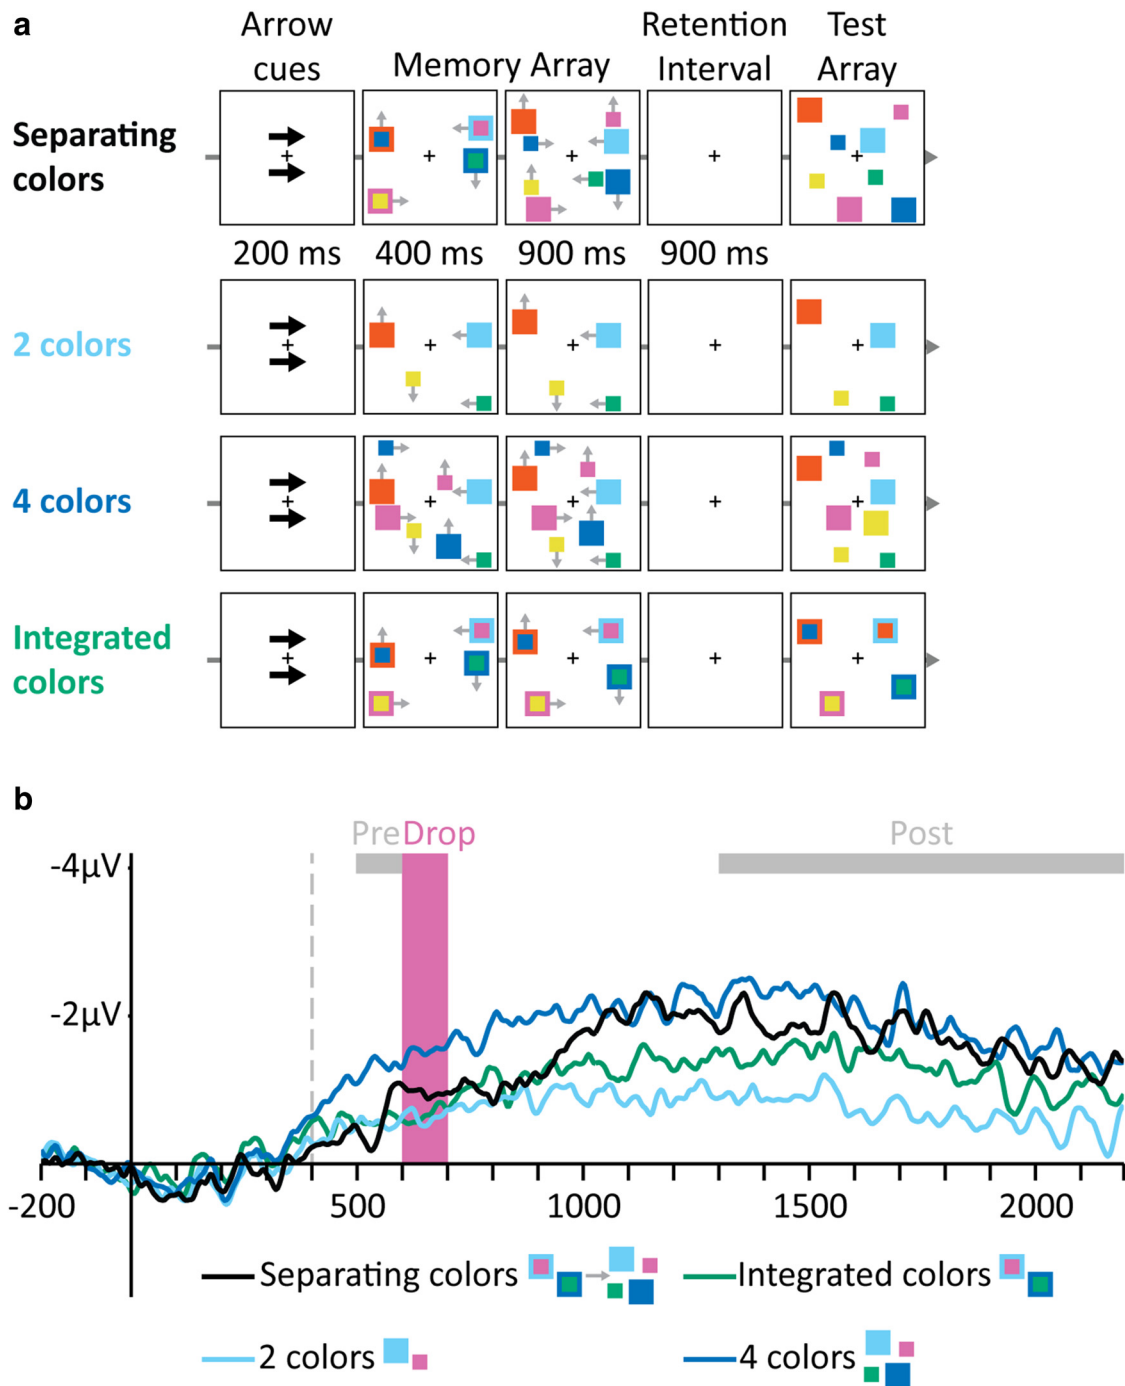 a
Arrow cues
Memory Array
Retention Interval
Test Array
Separating colors
200 ms 400 ms 900 ms 900 ms
2 colors
4 colors
Integrated colors
b
Pre Drop Post
-4µV
-2µV
-200 500 1000 1500 2000
Separating colors Integrated colors
2 colors 4 colors